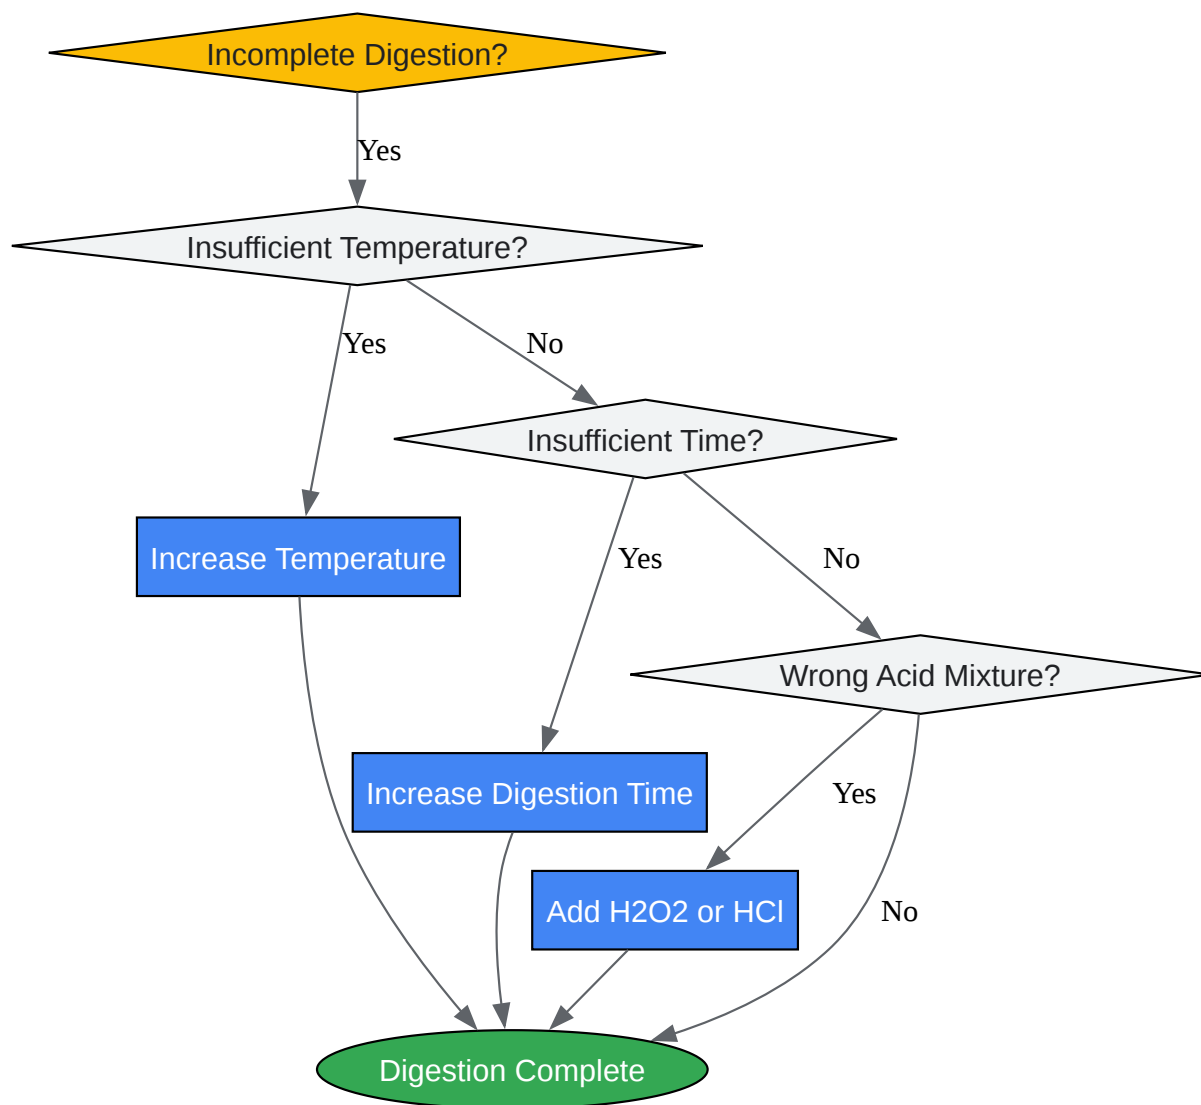 Incomplete Digestion?
Yes
Insufficient Temperature?
Yes
No
Insufficient Time?
Increase Temperature
Yes
No
Wrong Acid Mixture?
Increase Digestion Time
Yes
Add H2O2 or HCl
No
Digestion Complete